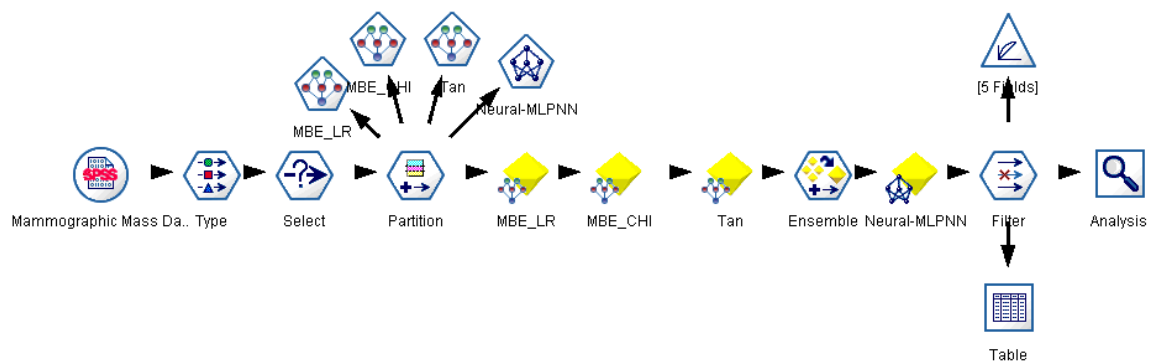 MBE_CHI
Tan
[5 Fields]
Neural-MLPNN
MBE_LR
SPSS
Mammographic Mass Da..
Type
Select
Partition
MBE_LR
MBE_CHI
Tan
Ensemble
Neural-MLPNN
Filter
Analysis
Table